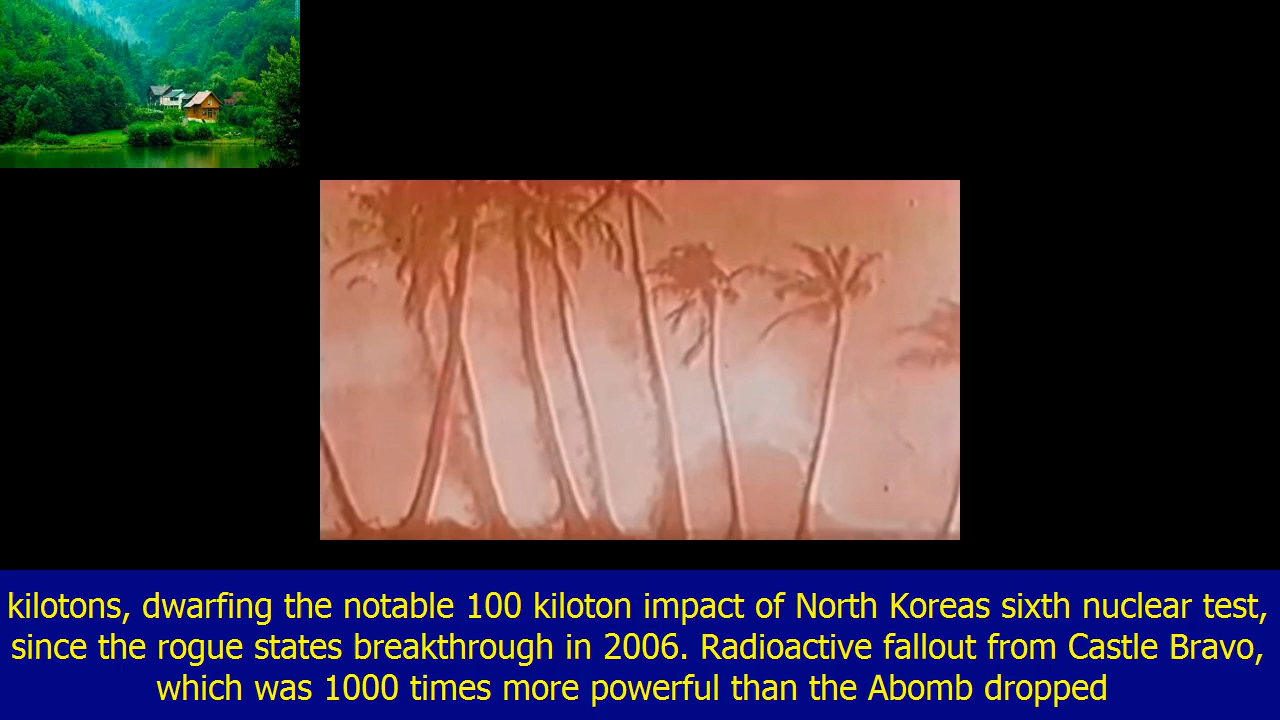 kilotons, dwarfing the notable 100 kiloton impact of North Koreas sixth nuclear test,
since the rogue states breakthrough in 2006. Radioactive fallout from Castle Bravo,
which was 1000 times more powerful than the Abomb dropped